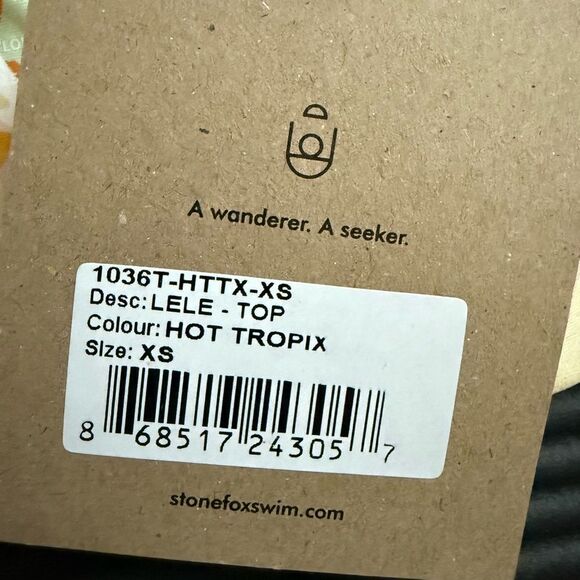 A wanderer. A seeker.
1036T-HTTX-XS
Desc: LELE - TOP
Colour: HOT TROPIX
Size: XS
8 68517 24305 7
stonefoxswim.com